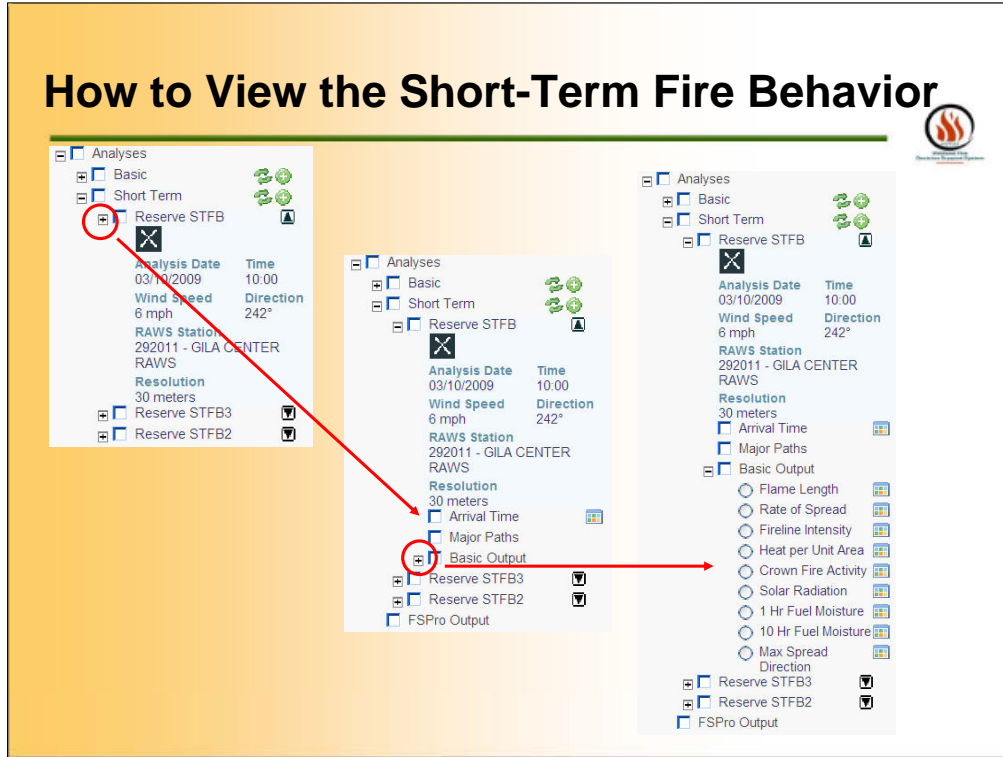 How to View the Short-Term Fire Behavior
Analyses
Basic
Short Term
Reserve STFB
Analysis Date Time
03/10/2009 10:00
Wind Speed Direction
6 mph 242°
RAWS Station
292011 - GILA CENTER
RAWS
Resolution
30 meters
Reserve STFB3
Reserve STFB2
Analyses
Basic
Short Term
Reserve STFB
Analysis Date Time
03/10/2009 10:00
Wind Speed Direction
6 mph 242°
RAWS Station
292011 - GILA CENTER
RAWS
Resolution
30 meters
Arrival Time
Major Paths
Basic Output
Reserve STFB3
Reserve STFB2
FSPro Output
Analyses
Basic
Short Term
Reserve STFB
Analysis Date Time
03/10/2009 10:00
Wind Speed Direction
6 mph 242°
RAWS Station
292011 - GILA CENTER
RAWS
Resolution
30 meters
Arrival Time
Major Paths
Basic Output
Flame Length
Rate of Spread
Fireline Intensity
Heat per Unit Area
Crown Fire Activity
Solar Radiation
1 Hr Fuel Moisture
10 Hr Fuel Moisture
Max Spread
Direction
Reserve STFB3
Reserve STFB2
FSPro Output